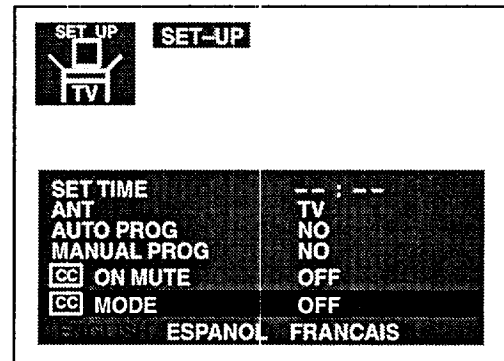 SET UP
SET-UP
TV
SET TIME --:--
ANT TV
AUTO PROG NO
MANUAL PROG NO
CC ON MUTE OFF
CC MODE OFF
ESPANOL FRANCAIS